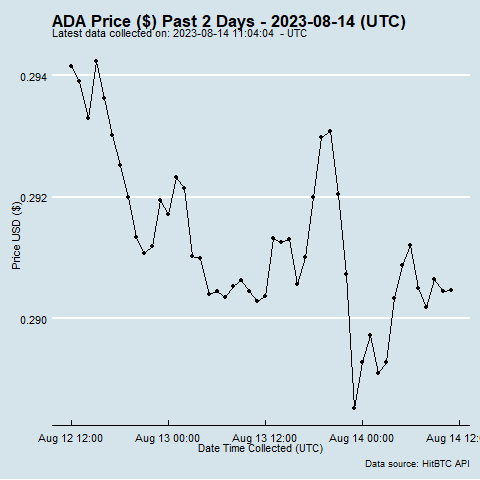 ADA Price ($) Past 2 Days - 2023-08-14 (UTC)
Latest data collected on: 2023-08-14 11:04:04 - UTC
0.294
0.292
0.290
Price USD ($)
Aug 12 12:00 Aug 13 00:00 Aug 13 12:00 Aug 14 00:00 Aug 14 12:0
Date Time Collected (UTC)
Data source: HitBTC API